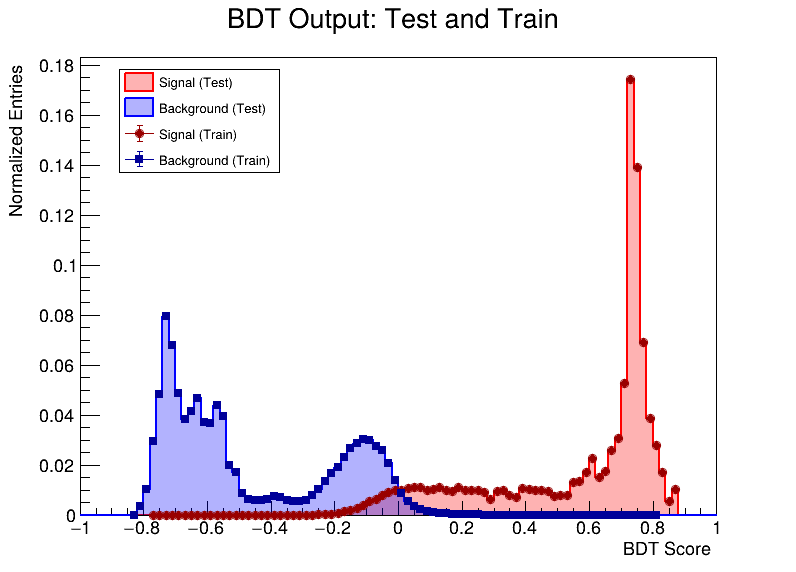 BDT Output: Test and Train
Normalized Entries
0.18
0.16
0.14
0.12
0.1
0.08
0.06
0.04
0.02
0
Signal (Test)
Background (Test)
Signal (Train)
Background (Train)
−1 −0.8 −0.6 −0.4 −0.2 0 0.2 0.4 0.6 0.8 1
BDT Score